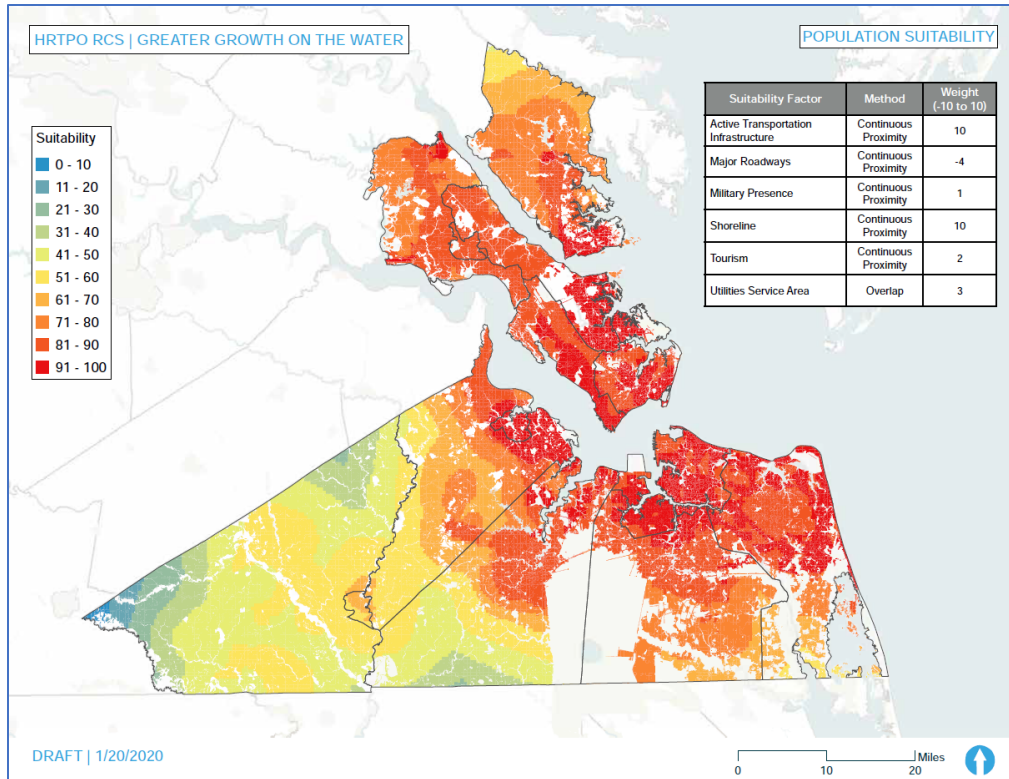 HRTPO RCS | GREATER GROWTH ON THE WATER
POPULATION SUITABILITY
Suitability Factor Method Weight (-10 to 10)
Active Transportation Infrastructure Continuous Proximity 10
Major Roadways Continuous Proximity -4
Military Presence Continuous Proximity 1
Shoreline Continuous Proximity 10
Tourism Continuous Proximity 2
Utilities Service Area Overlap 3
Suitability
0 - 10
11 - 20
21 - 30
31 - 40
41 - 50
51 - 60
61 - 70
71 - 80
81 - 90
91 - 100
DRAFT | 1/20/2020
Miles
0 10 20